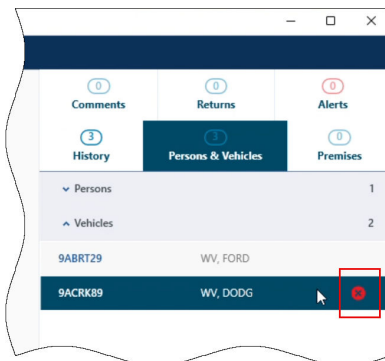 0 0 0
Comments Returns Alerts
3 3 0
History Persons & Vehicles Premises
Persons 1
Vehicles 2
9ABRT29 WV, FORD
9ACRK89 WV, DODG